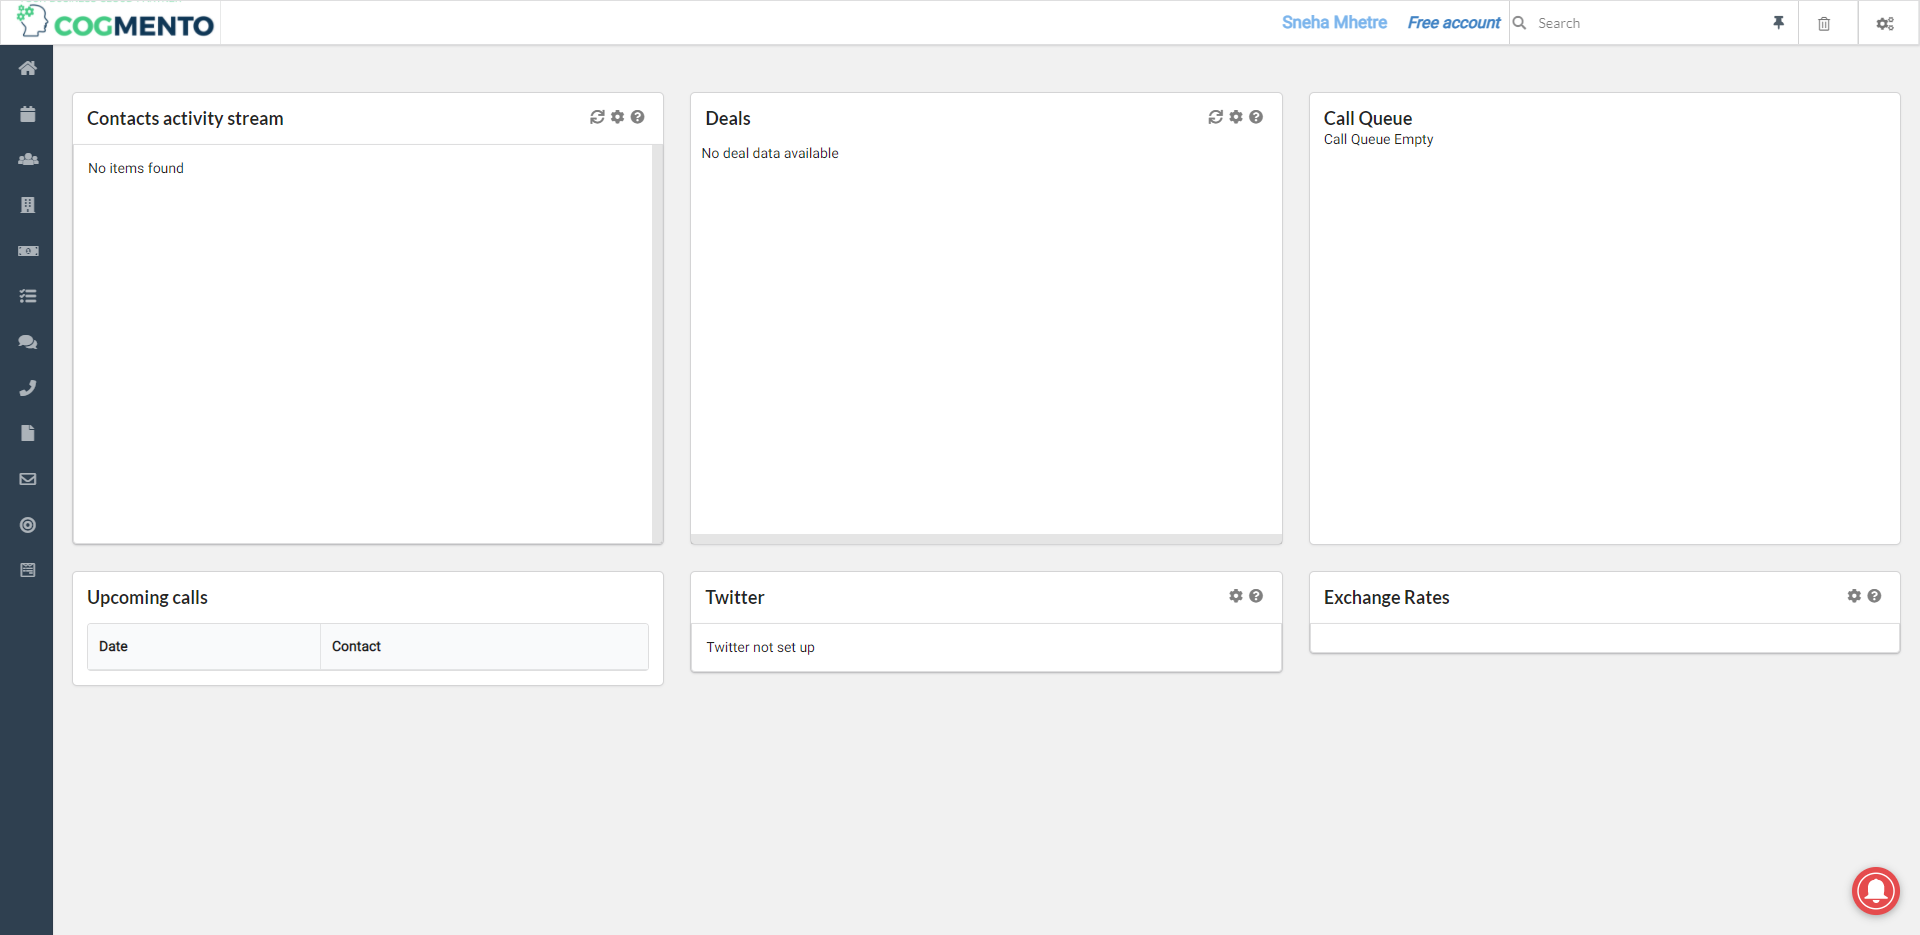 COGMENTO
Sneha Mhetre
Free account
Search
Contacts activity stream
No items found
Deals
No deal data available
Call Queue
Call Queue Empty
Upcoming calls
Date
Contact
Twitter
Twitter not set up
Exchange Rates